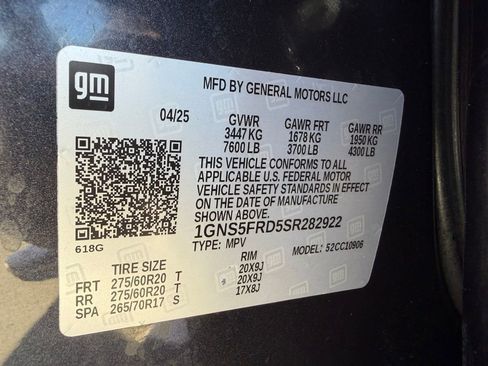 gm
MFD BY GENERAL MOTORS LLC
04/25 GVWR GAWR FRT GAWR RR
3447 KG 1678 KG 1950 KG
7600 LB 3700 LB 4300 LB
THIS VEHICLE CONFORMS TO ALL
APPLICABLE U.S. FEDERAL MOTOR
VEHICLE SAFETY STANDARDS IN EFFECT
ON THE DATE OF MANUFACTURE
SHOWN ABOVE.
1GNS5FRD5SR282922
618G TYPE: MPV 52CC10906
TIRE SIZE RIM
FRT 275/60R20 T 20X9J
RR 275/60R20 T 20X9J
SPA 265/70R17 S 17X8J